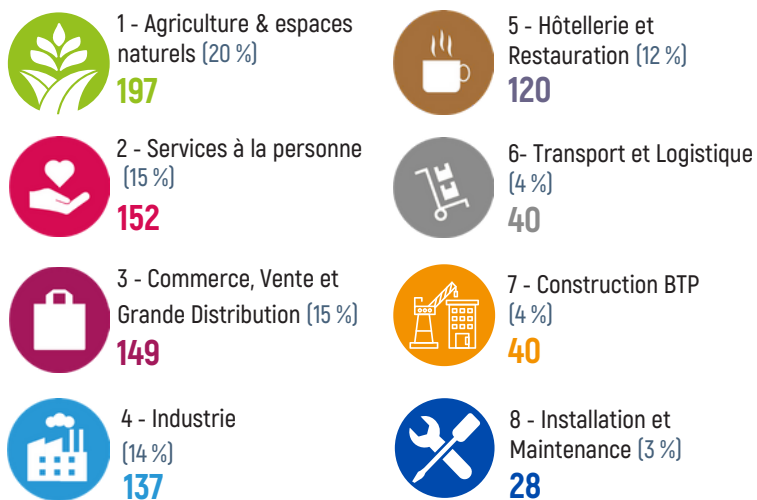 1 - Agriculture & espaces
naturels (20 %)
197
2 - Services à la personne
(15 %)
152
3 - Commerce, Vente et
Grande Distribution (15 %)
149
4 - Industrie
(14 %)
137
5 - Hôtellerie et
Restauration (12 %)
120
6- Transport et Logistique
(4 %)
40
7 - Construction BTP
(4 %)
40
8 - Installation et
Maintenance (3 %)
28